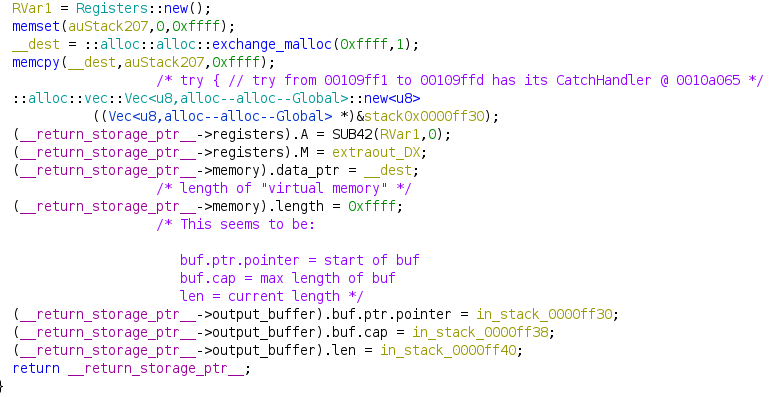 RVar1 = Registers::new();
memset(auStack207,0,0xffff);
__dest = ::alloc::alloc::exchange_malloc(0xffff,1);
memcpy(__dest,auStack207,0xffff);
/* try { // try from 00109ff1 to 00109ffd has its CatchHandler @ 0010a065 */
::alloc::vec::Vec<u8,alloc--alloc--Global>::new<u8>
((Vec<u8,alloc--alloc--Global> *)&stack0x0000ff30);
(__return_storage_ptr__->registers).A = SUB42(RVar1,0);
(__return_storage_ptr__->registers).M = extraout_DX;
(__return_storage_ptr__->memory).data_ptr = __dest;
/* length of "virtual memory" */
(__return_storage_ptr__->memory).length = 0xffff;
/* This seems to be:
buf.ptr.pointer = start of buf
buf.cap = max length of buf
len = current length */
(__return_storage_ptr__->output_buffer).buf.ptr.pointer = in_stack_0000ff30;
(__return_storage_ptr__->output_buffer).buf.cap = in_stack_0000ff38;
(__return_storage_ptr__->output_buffer).len = in_stack_0000ff40;
return __return_storage_ptr__;
}